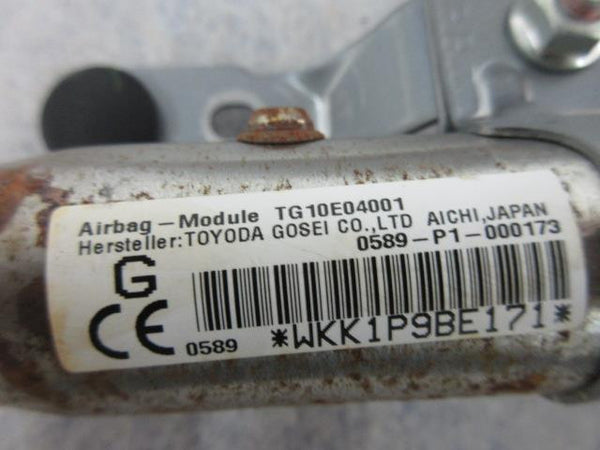 Airbag-Module TG10E04001
Hersteller:TOYODA GOSEI CO.,LTD AICHI,JAPAN
0589-P1-000173
G
CE 0589
*WKK1P9BE171*